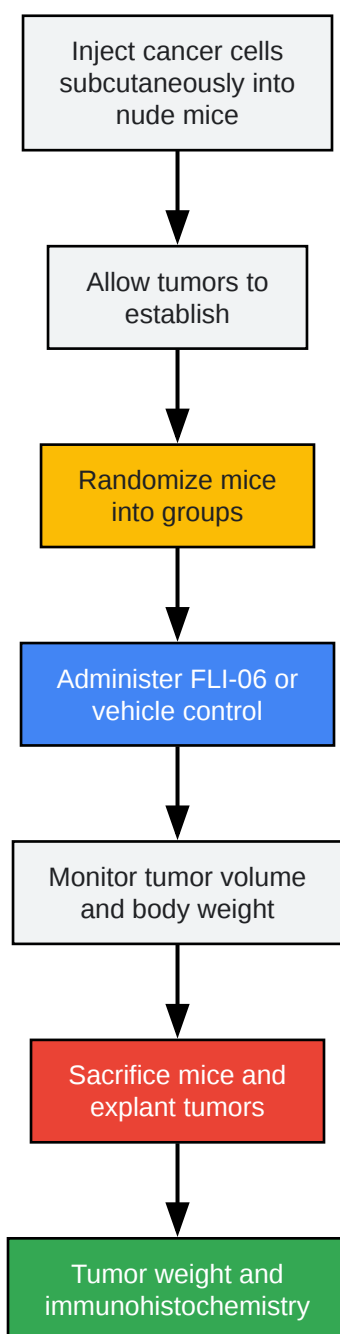 Inject cancer cells
subcutaneously into
nude mice
Allow tumors to
establish
Randomize mice
into groups
Administer FLI-06 or
vehicle control
Monitor tumor volume
and body weight
Sacrifice mice and
explant tumors
Tumor weight and
immunohistochemistry